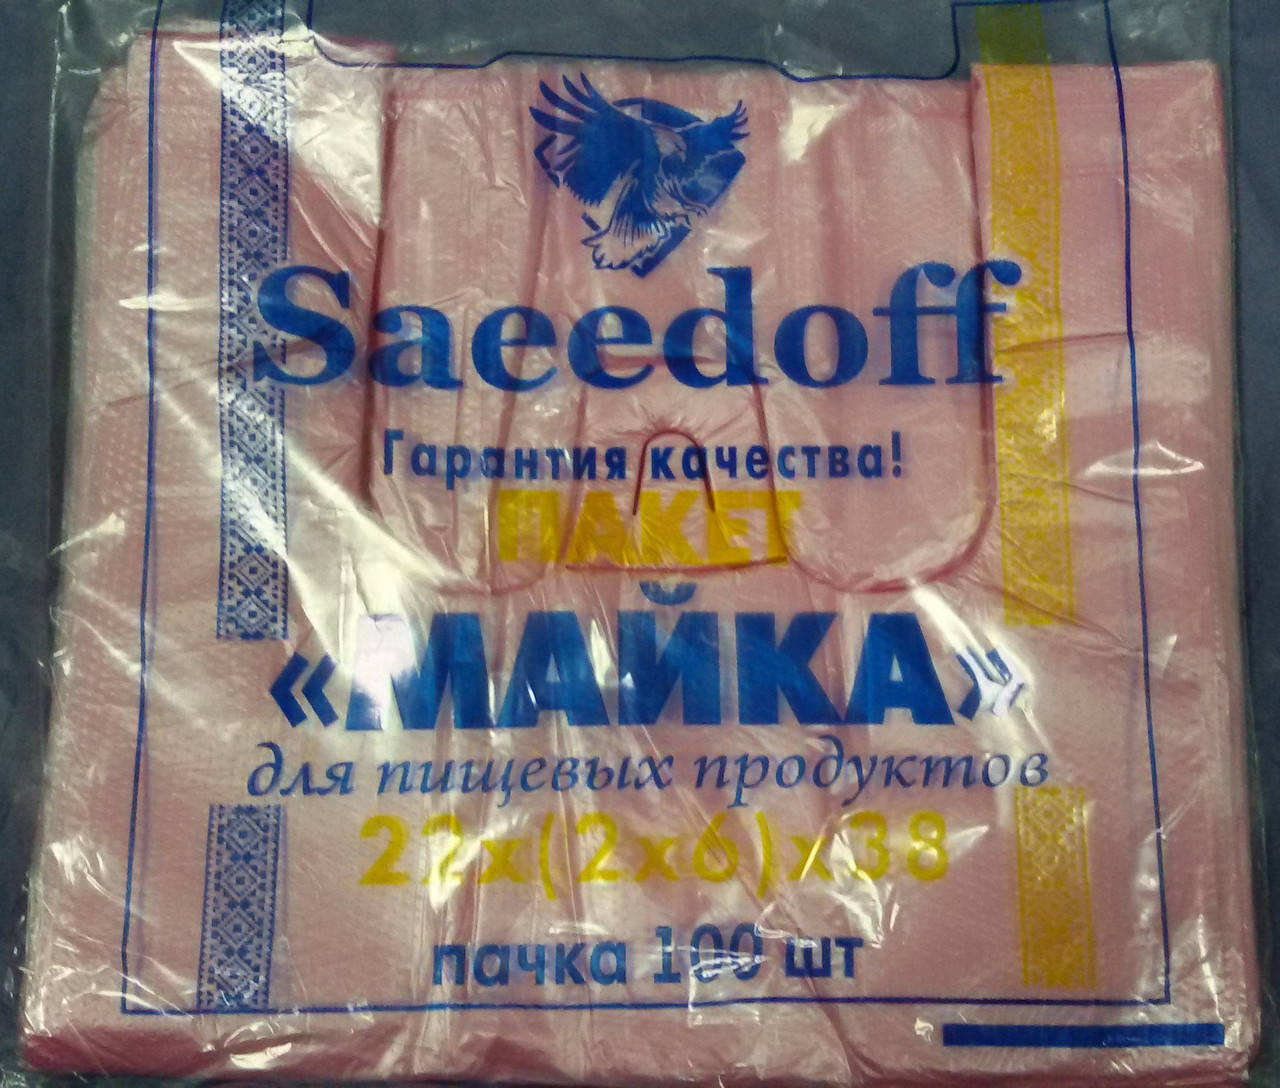 Saeedoff
Гарантия качества!
ПАКЕТ
«МАЙКА»
для пищевых продуктов
22х(2х6)х38
пачка 100 шт